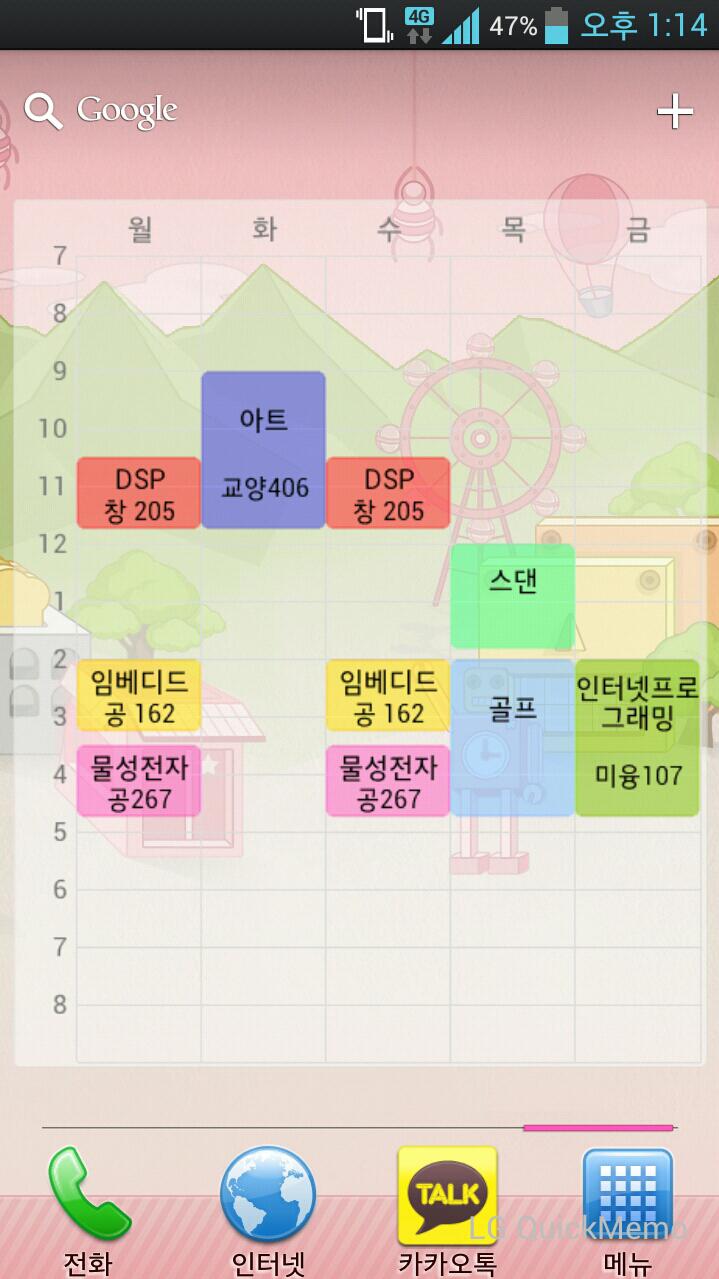 4G 47% 오후 1:14
Google
월 화 수 목 금
7
8
9
10
아트
교양406
11
DSP
창 205
DSP
창 205
12
스댄
1
2
임베디드
공 162
임베디드
공 162
3
골프
인터넷프로
그래밍
미융107
4
물성전자
공267
물성전자
공267
5
6
7
8
TALK
LG QuickMemo
전화 인터넷 카카오톡 메뉴